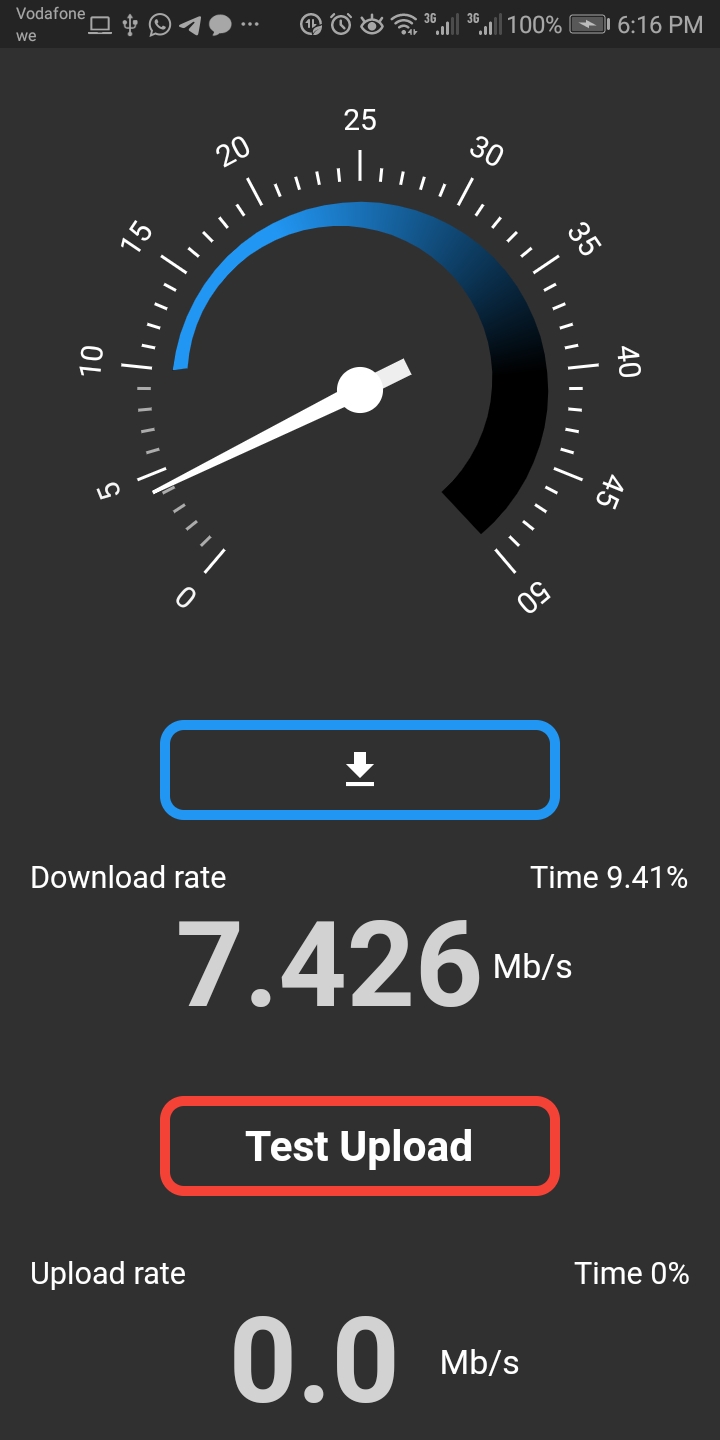 Vodafone
we
3G 3G 100% 6:16 PM
25
20 30
15 35
10 40
5 45
0 50
Download rate Time 9.41%
7.426 Mb/s
Test Upload
Upload rate Time 0%
0.0 Mb/s